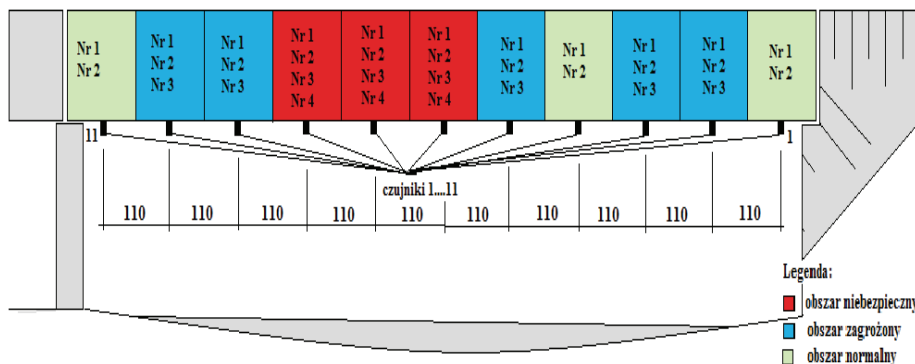 Nr 1
Nr 2
Nr 1
Nr 2
Nr 3
Nr 1
Nr 2
Nr 3
Nr 1
Nr 2
Nr 3
Nr 4
Nr 1
Nr 2
Nr 3
Nr 4
Nr 1
Nr 2
Nr 3
Nr 4
Nr 1
Nr 2
Nr 3
Nr 1
Nr 2
Nr 1
Nr 2
Nr 3
Nr 1
Nr 2
Nr 3
Nr 1
Nr 2
11
1
czujniki 1....11
110 110 110 110 110 110 110 110 110 110
Legenda:
obszar niebezpieczny
obszar zagrożony
obszar normalny